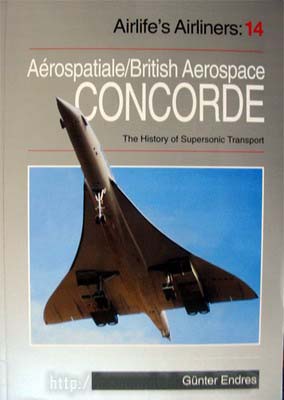 Airlife's Airliners: 14
Aérospatiale/British Aerospace
CONCORDE
The History of Supersonic Transport
http:/
Günter Endres